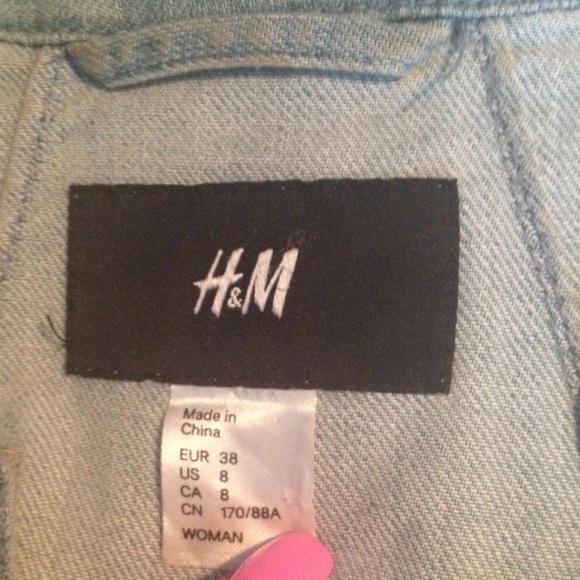 H&M
Made in
China
EUR 38
US 8
CA 8
CN 170/88A
WOMAN